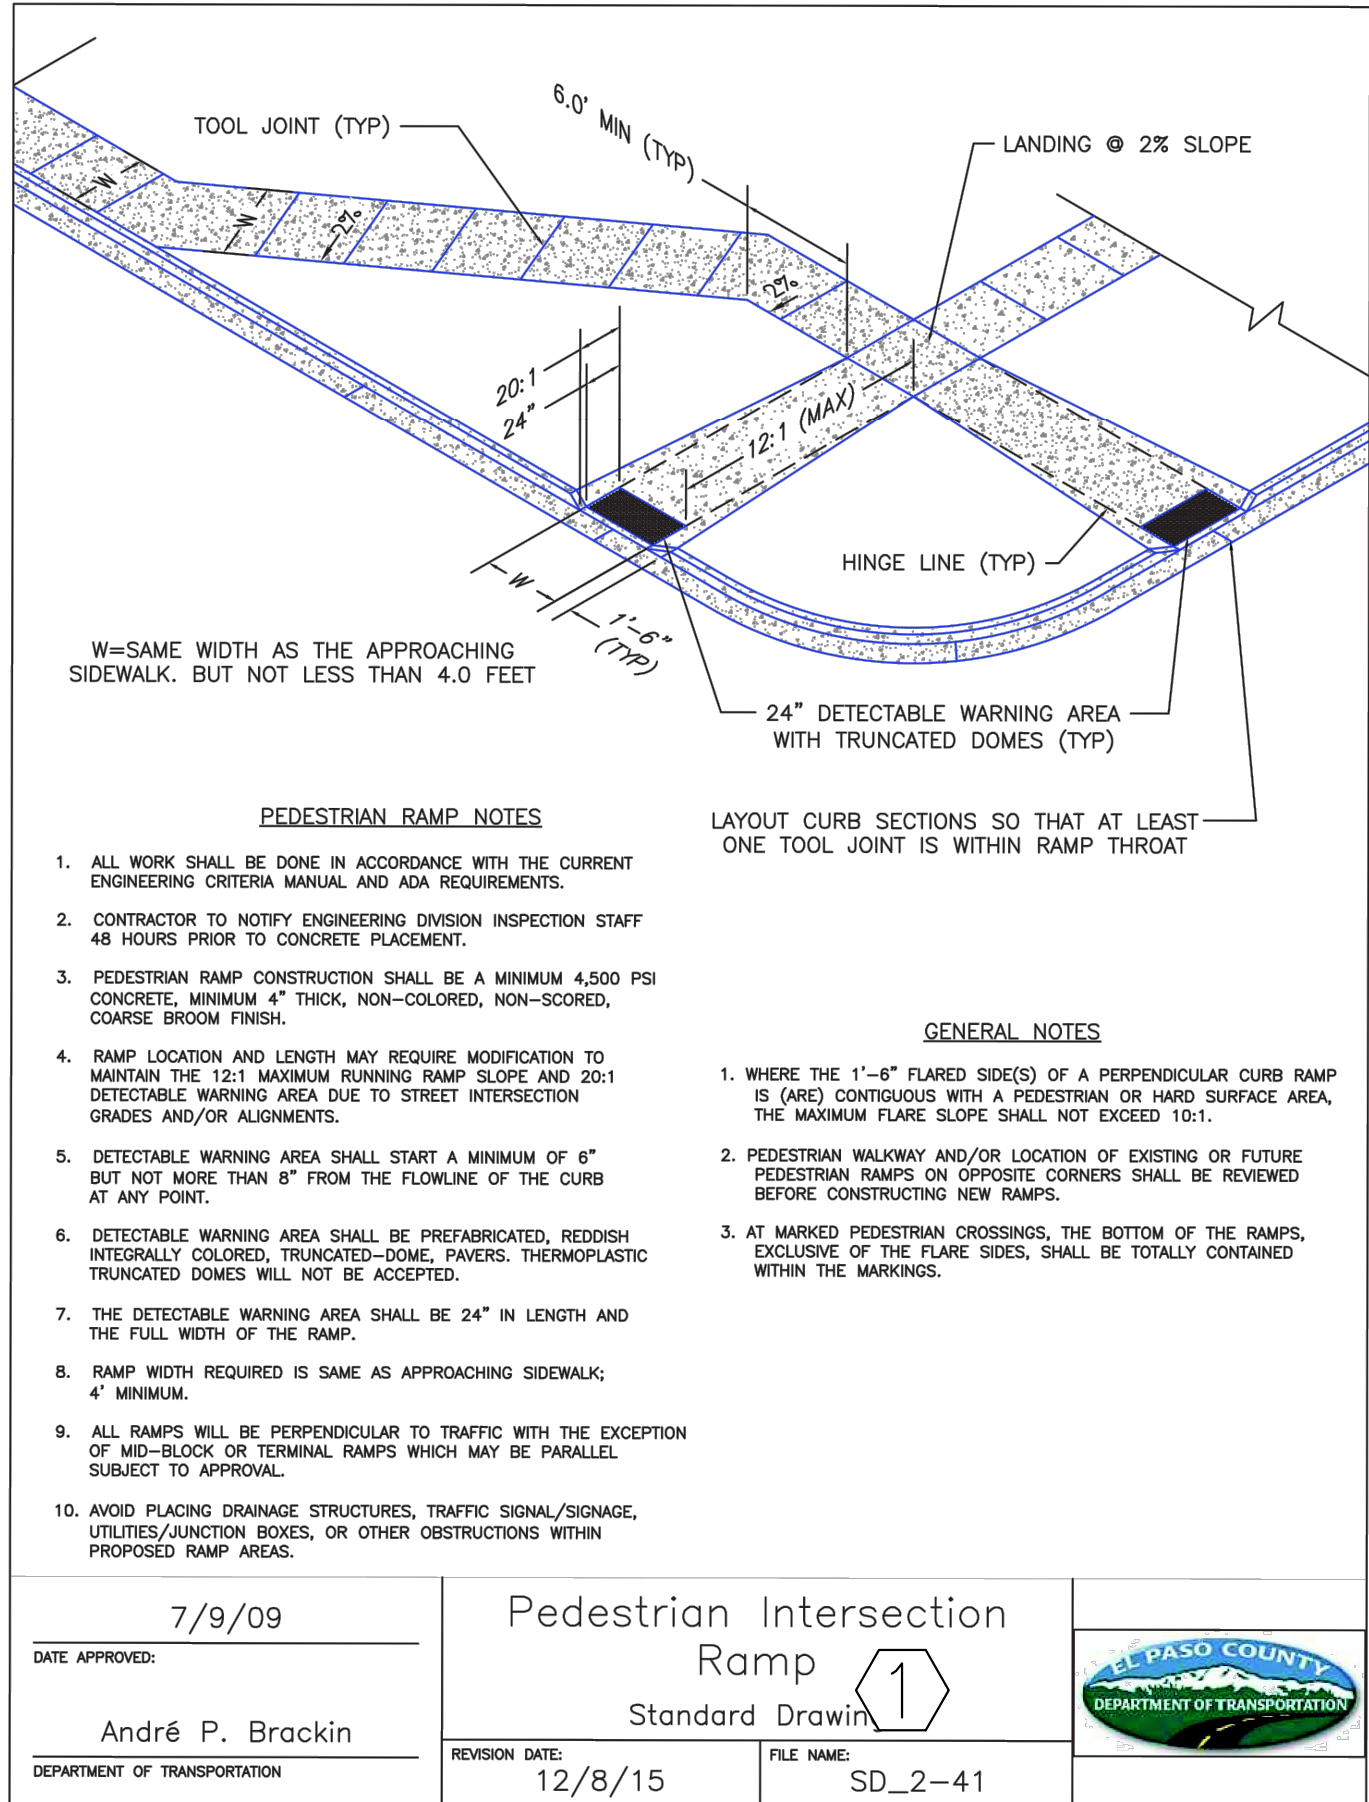 6.0' MIN (TYP)
TOOL JOINT (TYP)
LANDING @ 2% SLOPE
W
W
2%
2%
20:1
24"
12:1 (MAX)
HINGE LINE (TYP)
W
1'-6"
(TYP)
W=SAME WIDTH AS THE APPROACHING
SIDEWALK. BUT NOT LESS THAN 4.0 FEET
24" DETECTABLE WARNING AREA
WITH TRUNCATED DOMES (TYP)
LAYOUT CURB SECTIONS SO THAT AT LEAST
ONE TOOL JOINT IS WITHIN RAMP THROAT
PEDESTRIAN RAMP NOTES
1. ALL WORK SHALL BE DONE IN ACCORDANCE WITH THE CURRENT
ENGINEERING CRITERIA MANUAL AND ADA REQUIREMENTS.
2. CONTRACTOR TO NOTIFY ENGINEERING DIVISION INSPECTION STAFF
48 HOURS PRIOR TO CONCRETE PLACEMENT.
3. PEDESTRIAN RAMP CONSTRUCTION SHALL BE A MINIMUM 4,500 PSI
CONCRETE, MINIMUM 4" THICK, NON-COLORED, NON-SCORED,
COARSE BROOM FINISH.
4. RAMP LOCATION AND LENGTH MAY REQUIRE MODIFICATION TO
MAINTAIN THE 12:1 MAXIMUM RUNNING RAMP SLOPE AND 20:1
DETECTABLE WARNING AREA DUE TO STREET INTERSECTION
GRADES AND/OR ALIGNMENTS.
5. DETECTABLE WARNING AREA SHALL START A MINIMUM OF 6"
BUT NOT MORE THAN 8" FROM THE FLOWLINE OF THE CURB
AT ANY POINT.
6. DETECTABLE WARNING AREA SHALL BE PREFABRICATED, REDDISH
INTEGRALLY COLORED, TRUNCATED-DOME, PAVERS. THERMOPLASTIC
TRUNCATED DOMES WILL NOT BE ACCEPTED.
7. THE DETECTABLE WARNING AREA SHALL BE 24" IN LENGTH AND
THE FULL WIDTH OF THE RAMP.
8. RAMP WIDTH REQUIRED IS SAME AS APPROACHING SIDEWALK;
4' MINIMUM.
9. ALL RAMPS WILL BE PERPENDICULAR TO TRAFFIC WITH THE EXCEPTION
OF MID-BLOCK OR TERMINAL RAMPS WHICH MAY BE PARALLEL
SUBJECT TO APPROVAL.
10. AVOID PLACING DRAINAGE STRUCTURES, TRAFFIC SIGNAL/SIGNAGE,
UTILITIES/JUNCTION BOXES, OR OTHER OBSTRUCTIONS WITHIN
PROPOSED RAMP AREAS.
GENERAL NOTES
1. WHERE THE 1'-6" FLARED SIDE(S) OF A PERPENDICULAR CURB RAMP
IS (ARE) CONTIGUOUS WITH A PEDESTRIAN OR HARD SURFACE AREA,
THE MAXIMUM FLARE SLOPE SHALL NOT EXCEED 10:1.
2. PEDESTRIAN WALKWAY AND/OR LOCATION OF EXISTING OR FUTURE
PEDESTRIAN RAMPS ON OPPOSITE CORNERS SHALL BE REVIEWED
BEFORE CONSTRUCTING NEW RAMPS.
3. AT MARKED PEDESTRIAN CROSSINGS, THE BOTTOM OF THE RAMPS,
EXCLUSIVE OF THE FLARE SIDES, SHALL BE TOTALLY CONTAINED
WITHIN THE MARKINGS.
7/9/09
DATE APPROVED:
André P. Brackin
DEPARTMENT OF TRANSPORTATION
Pedestrian Intersection
Ramp
Standard Drawin
1
REVISION DATE:
12/8/15
FILE NAME:
SD_2-41
EL PASO COUNTY
DEPARTMENT OF TRANSPORTATION